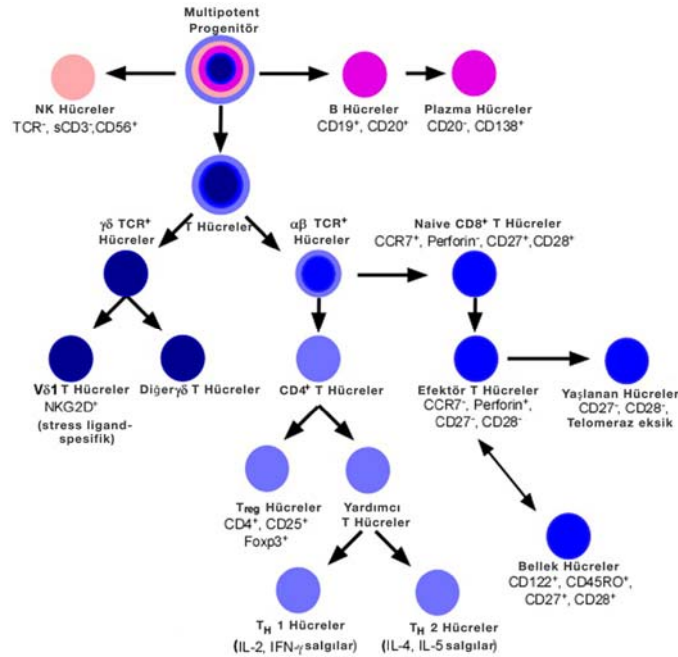 Multipotent
Progenitör
NK Hücreler
TCR⁻, sCD3⁻,CD56⁺
B Hücreler
CD19⁺, CD20⁺
Plazma Hücreler
CD20⁻, CD138⁺
T Hücreler
γδ TCR⁺
Hücreler
αβ TCR⁺
Hücreler
Naive CD8⁺ T Hücreler
CCR7⁺, Perforin⁻, CD27⁺,CD28⁺
Vδ1 T Hücreler
NKG2D⁺
(stress ligand-
spesifik)
Diğerγδ T Hücreler
CD4⁺ T Hücreler
Efektör T Hücreler
CCR7⁻, Perforin⁺,
CD27⁻, CD28⁻
Yaşlanan Hücreler
CD27⁻, CD28⁻,
Telomeraz eksik
Treg Hücreler
CD4⁺, CD25⁺
Foxp3⁺
Yardımcı
T Hücreler
Bellek Hücreler
CD122⁺, CD45RO⁺,
CD27⁺, CD28⁺
TH 1 Hücreler
(IL-2, IFN-γ salgılar)
TH 2 Hücreler
(IL-4, IL-5 salgılar)